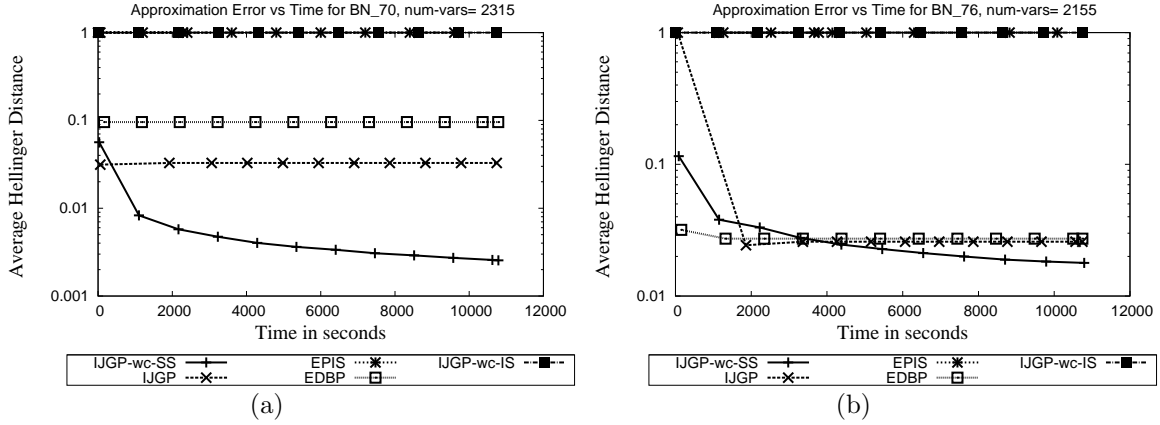 Approximation Error vs Time for BN_70, num-vars= 2315
1
0.1
0.01
0.001
Average Hellinger Distance
0 2000 4000 6000 8000 10000 12000
Time in seconds
IJGP-wc-SS EPIS IJGP-wc-IS
IJGP EDBP
(a)
Approximation Error vs Time for BN_76, num-vars= 2155
1
0.1
0.01
Average Hellinger Distance
0 2000 4000 6000 8000 10000 12000
Time in seconds
IJGP-wc-SS EPIS IJGP-wc-IS
IJGP EDBP
(b)